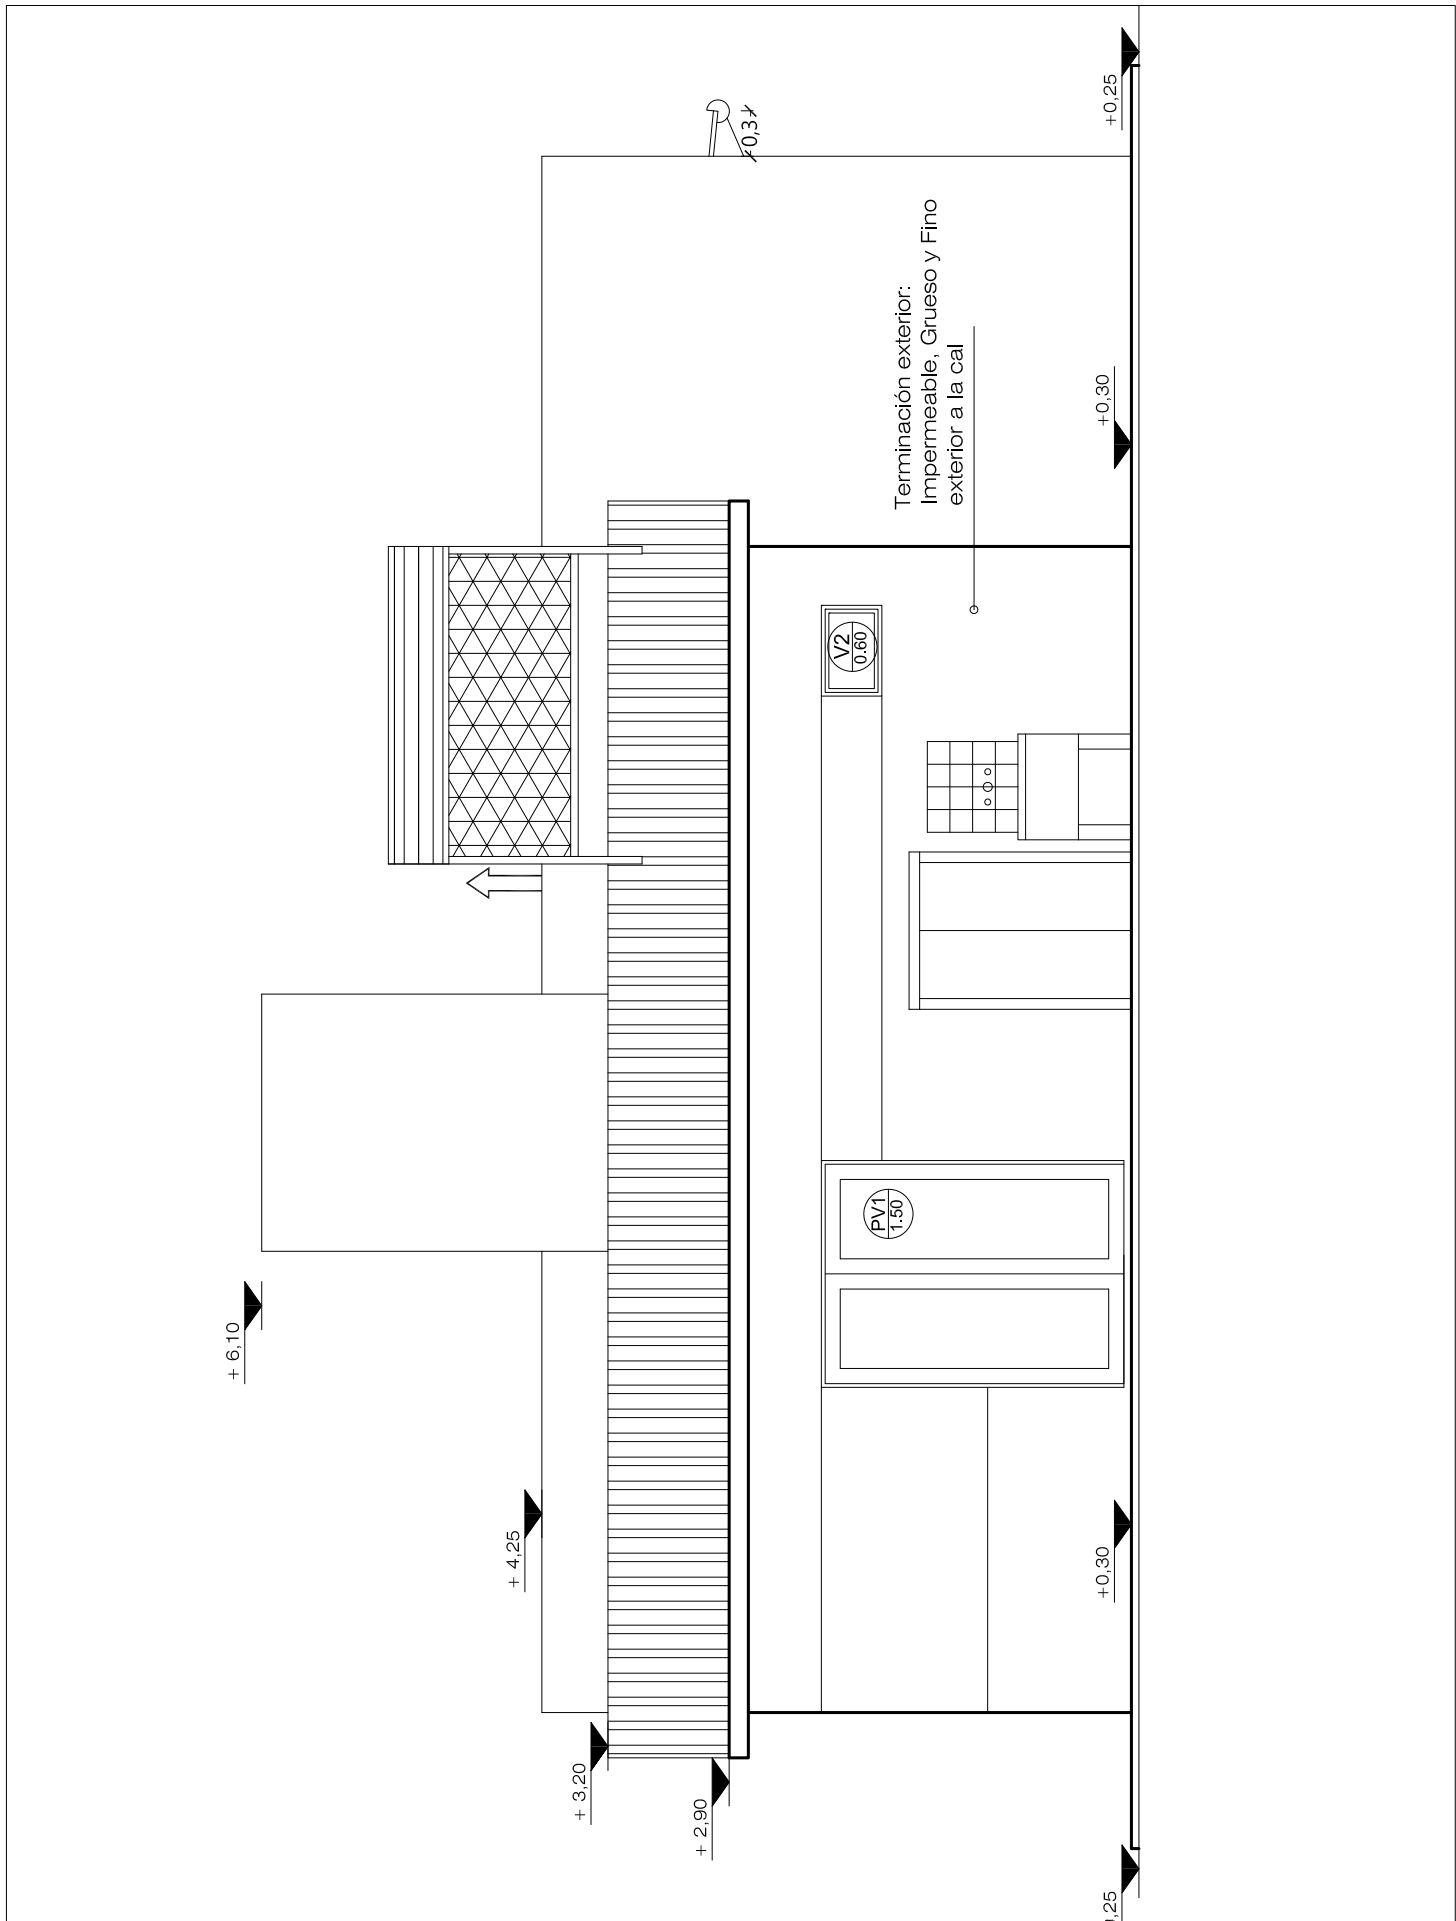 + 6,10
+ 4,25
+ 3,20
+ 2,90
0,3
Terminación exterior:
Impermeable, Grueso y Fino
exterior a la cal
V2
0.60
PV1
1.50
+0,25
+0,30
+0,30